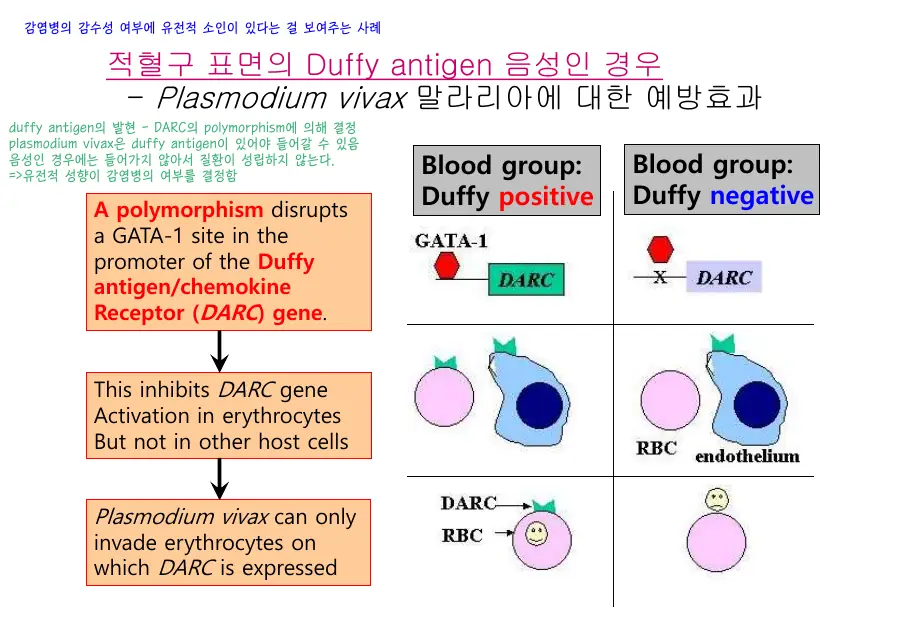 감염병의 감수성 여부에 유전적 소인이 있다는 걸 보여주는 사례
적혈구 표면의 Duffy antigen 음성인 경우
- Plasmodium vivax 말라리아에 대한 예방효과
duffy antigen의 발현 - DARC의 polymorphism에 의해 결정
plasmodium vivax은 duffy antigen이 있어야 들어갈 수 있음
음성인 경우에는 들어가지 않아서 질환이 성립하지 않는다.
=>유전적 성향이 감염병의 여부를 결정함
A polymorphism disrupts
a GATA-1 site in the
promoter of the Duffy
antigen/chemokine
Receptor (DARC) gene.
This inhibits DARC gene
Activation in erythrocytes
But not in other host cells
Plasmodium vivax can only
invade erythrocytes on
which DARC is expressed
Blood group:
Duffy positive
Blood group:
Duffy negative
GATA-1
DARC
X
DARC
RBC
endothelium
DARC
RBC